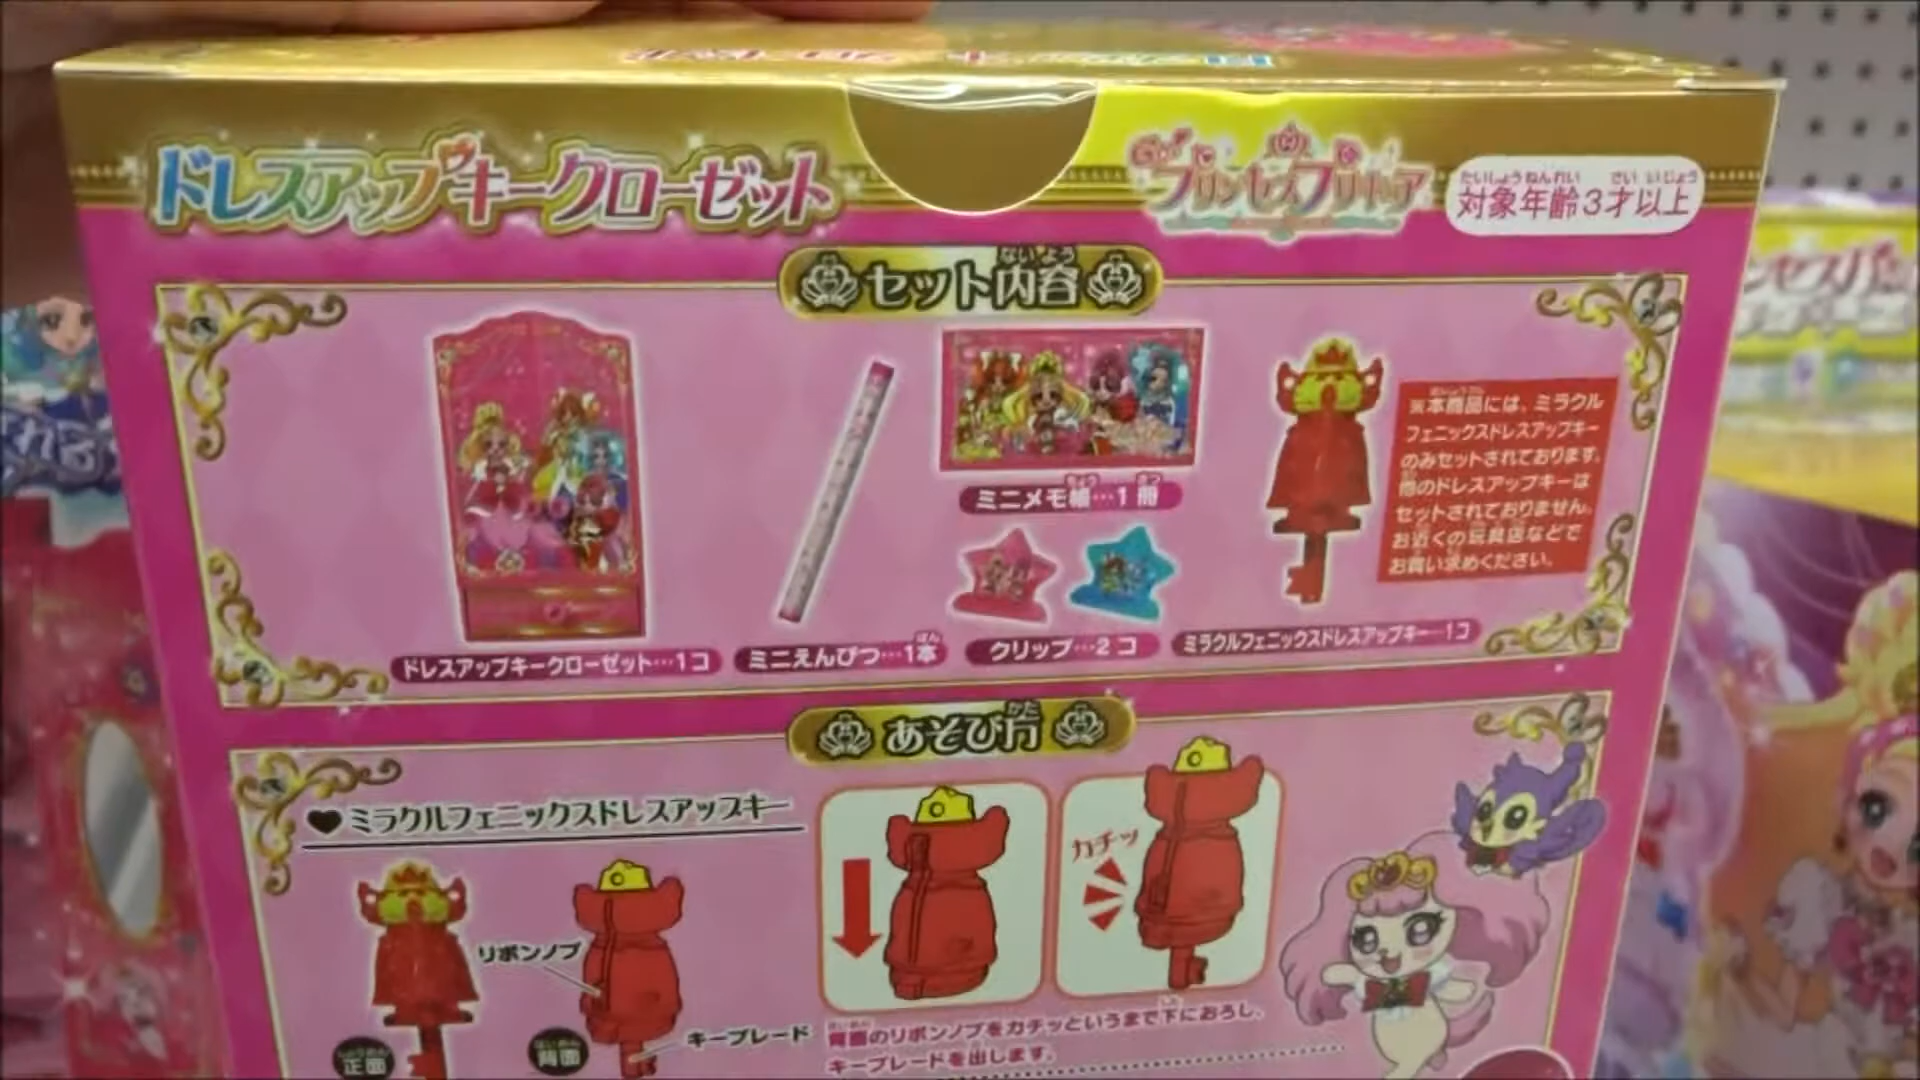 ドレスアップキークローゼット
Go!プリンセスプリキュア
たいしょうねんれい さい いじょう
対象年齢3才以上
ないよう
セット内容
※本商品には、ミラクル
フェニックスドレスアップキー
のみセットされております。
他のドレスアップキーは
セットされておりません。
お近くの玩具店などで
お買い求めください。
ミニメモ帳…1冊
ドレスアップキークローゼット…1コ
ミニえんぴつ…1本
クリップ…2コ
ミラクルフェニックスドレスアップキー…1コ
かた
あそび方
♥ミラクルフェニックスドレスアップキー
カチッ
リボンノブ
キーブレード
しょうめん
正面
はいめん
背面
背面のリボンノブをカチッというまで下におろし、
キーブレードを出します。